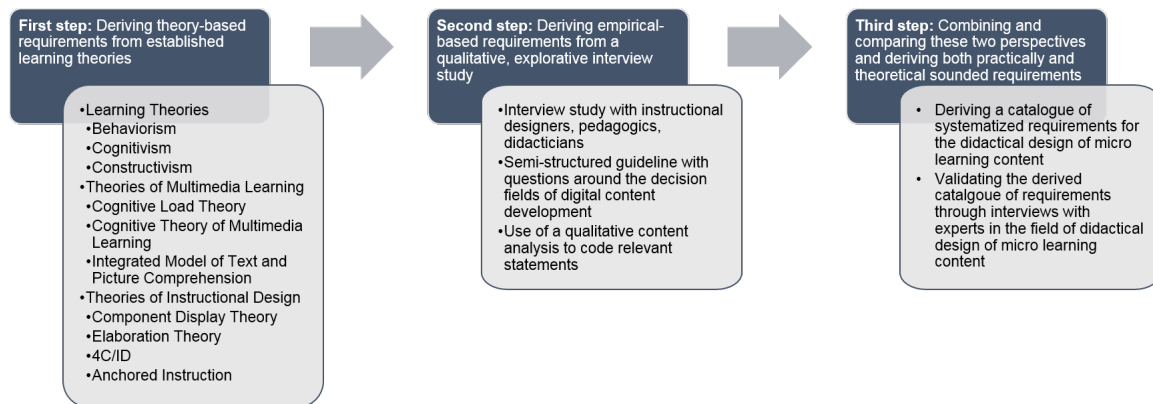 First step: Deriving theory-based
requirements from established
learning theories
•Learning Theories
•Behaviorism
•Cognitivism
•Constructivism
•Theories of Multimedia Learning
•Cognitive Load Theory
•Cognitive Theory of Multimedia
Learning
•Integrated Model of Text and
Picture Comprehension
•Theories of Instructional Design
•Component Display Theory
•Elaboration Theory
•4C/ID
•Anchored Instruction
Second step: Deriving empirical-
based requirements from a
qualitative, explorative interview
study
•Interview study with instructional
designers, pedagogics,
didacticians
•Semi-structured guideline with
questions around the decision
fields of digital content
development
•Use of a qualitative content
analysis to code relevant
statements
Third step: Combining and
comparing these two perspectives
and deriving both practically and
theoretical sounded requirements
• Deriving a catalogue of
systematized requirements for
the didactical design of micro
learning content
• Validating the derived
catalgoue of requirements
through interviews with
experts in the field of didactical
design of micro learning
content